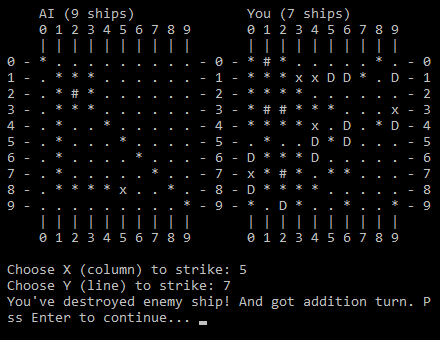 AI (9 ships) You (7 ships)
0 1 2 3 4 5 6 7 8 9 0 1 2 3 4 5 6 7 8 9
| | | | | | | | | | | | | | | | | | | |
0 - * . . . . . . . . . - 0 - * # * . . . . . * . - 0
1 - . * * * . . . . . . - 1 - * * * x x D D * . D - 1
2 - . * # * . . . . . . - 2 - * * * . . . . . . . - 2
3 - . * * * . . . . . . - 3 - * # # * * * . . . x - 3
4 - . * . . * . . . . . - 4 - * * * * x . D . * D - 4
5 - . * . . . * . . . . - 5 - . * . . D * D . . . - 5
6 - . * . . . . * . . . - 6 - D * * * D . . . . . - 6
7 - . * . . . . . * . . - 7 - x * # * . * * . . . - 7
8 - . * * * * x . . * . - 8 - D * * * * . . . . . - 8
9 - . . . . . . . . . * - 9 - . * D * . . * . . * - 9
| | | | | | | | | | | | | | | | | | | |
0 1 2 3 4 5 6 7 8 9 0 1 2 3 4 5 6 7 8 9
Choose X (column) to strike: 5
Choose Y (line) to strike: 7
You've destroyed enemy ship! And got addition turn. P
ss Enter to continue... _